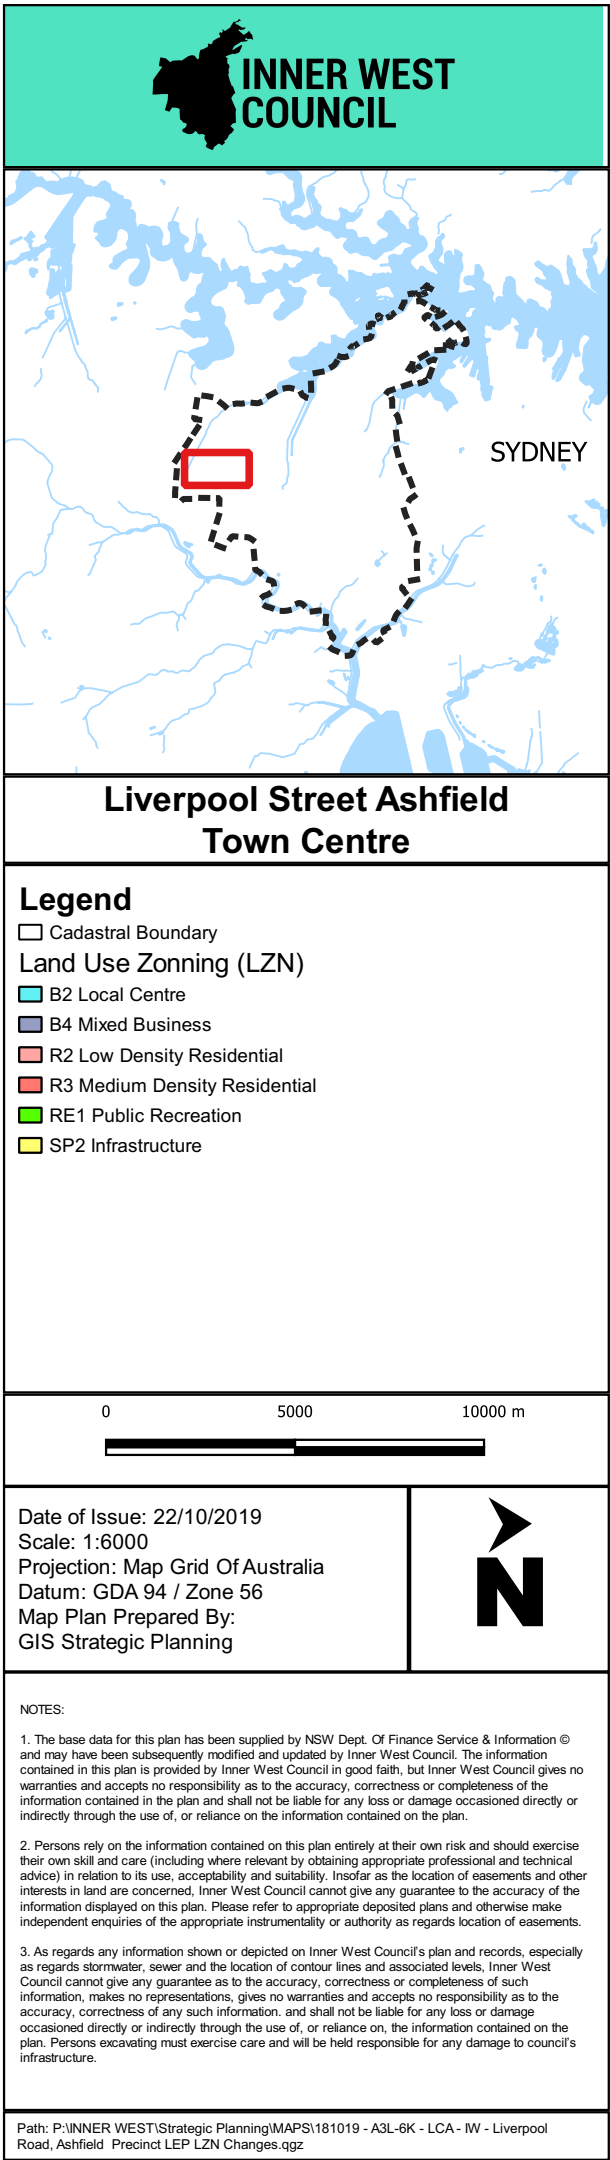 INNER WEST
COUNCIL
SYDNEY
Liverpool Street Ashfield
Town Centre
Legend
Cadastral Boundary
Land Use Zonning (LZN)
B2 Local Centre
B4 Mixed Business
R2 Low Density Residential
R3 Medium Density Residential
RE1 Public Recreation
SP2 Infrastructure
0 5000 10000 m
Date of Issue: 22/10/2019
Scale: 1:6000
Projection: Map Grid Of Australia
Datum: GDA 94 / Zone 56
Map Plan Prepared By:
GIS Strategic Planning
N
NOTES:
1. The base data for this plan has been supplied by NSW Dept. Of Finance Service & Information ©
and may have been subsequently modified and updated by Inner West Council. The information
contained in this plan is provided by Inner West Council in good faith, but Inner West Council gives no
warranties and accepts no responsibility as to the accuracy, correctness or completeness of the
information contained in the plan and shall not be liable for any loss or damage occasioned directly or
indirectly through the use of, or reliance on the information contained on the plan.
2. Persons rely on the information contained on this plan entirely at their own risk and should exercise
their own skill and care (including where relevant by obtaining appropriate professional and technical
advice) in relation to its use, acceptability and suitability. Insofar as the location of easements and other
interests in land are concerned, Inner West Council cannot give any guarantee to the accuracy of the
information displayed on this plan. Please refer to appropriate deposited plans and otherwise make
independent enquiries of the appropriate instrumentality or authority as regards location of easements.
3. As regards any information shown or depicted on Inner West Council's plan and records, especially
as regards stormwater, sewer and the location of contour lines and associated levels, Inner West
Council cannot give any guarantee as to the accuracy, correctness or completeness of such
information, makes no representations, gives no warranties and accepts no responsibility as to the
accuracy, correctness of any such information. and shall not be liable for any loss or damage
occasioned directly or indirectly through the use of, or reliance on, the information contained on the
plan. Persons excavating must exercise care and will be held responsible for any damage to council's
infrastructure.
Path: P:\INNER WEST\Strategic Planning\MAPS\181019 - A3L-6K - LCA - IW - Liverpool
Road, Ashfield Precinct LEP LZN Changes.qgz